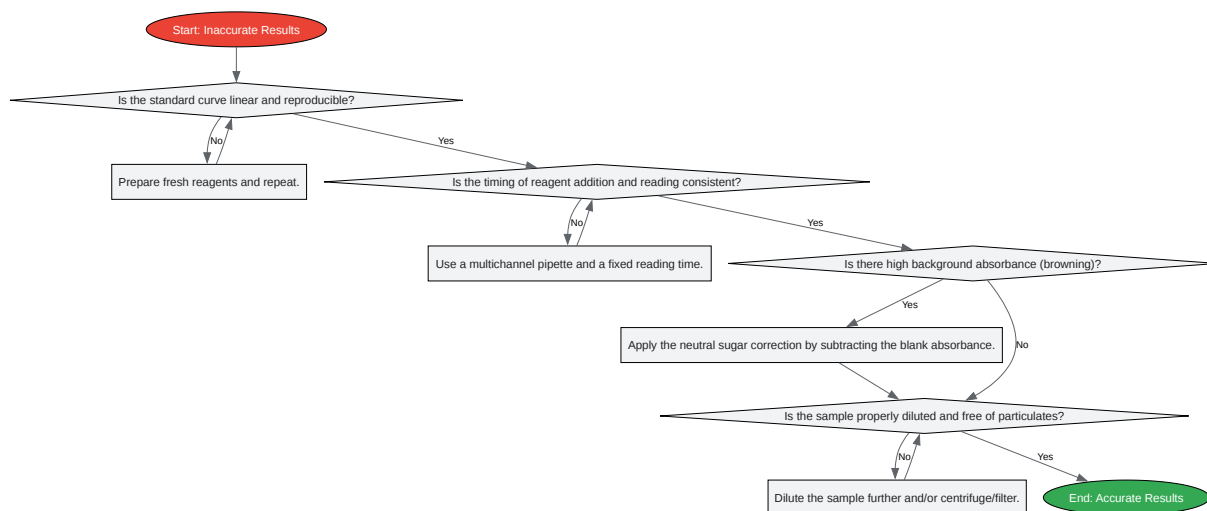 Start: Inaccurate Results
Is the standard curve linear and reproducible?
No
Yes
Prepare fresh reagents and repeat.
Is the timing of reagent addition and reading consistent?
No
Yes
Use a multichannel pipette and a fixed reading time.
Is there high background absorbance (browning)?
Yes
Apply the neutral sugar correction by subtracting the blank absorbance.
No
Is the sample properly diluted and free of particulates?
No
Yes
Dilute the sample further and/or centrifuge/filter.
End: Accurate Results